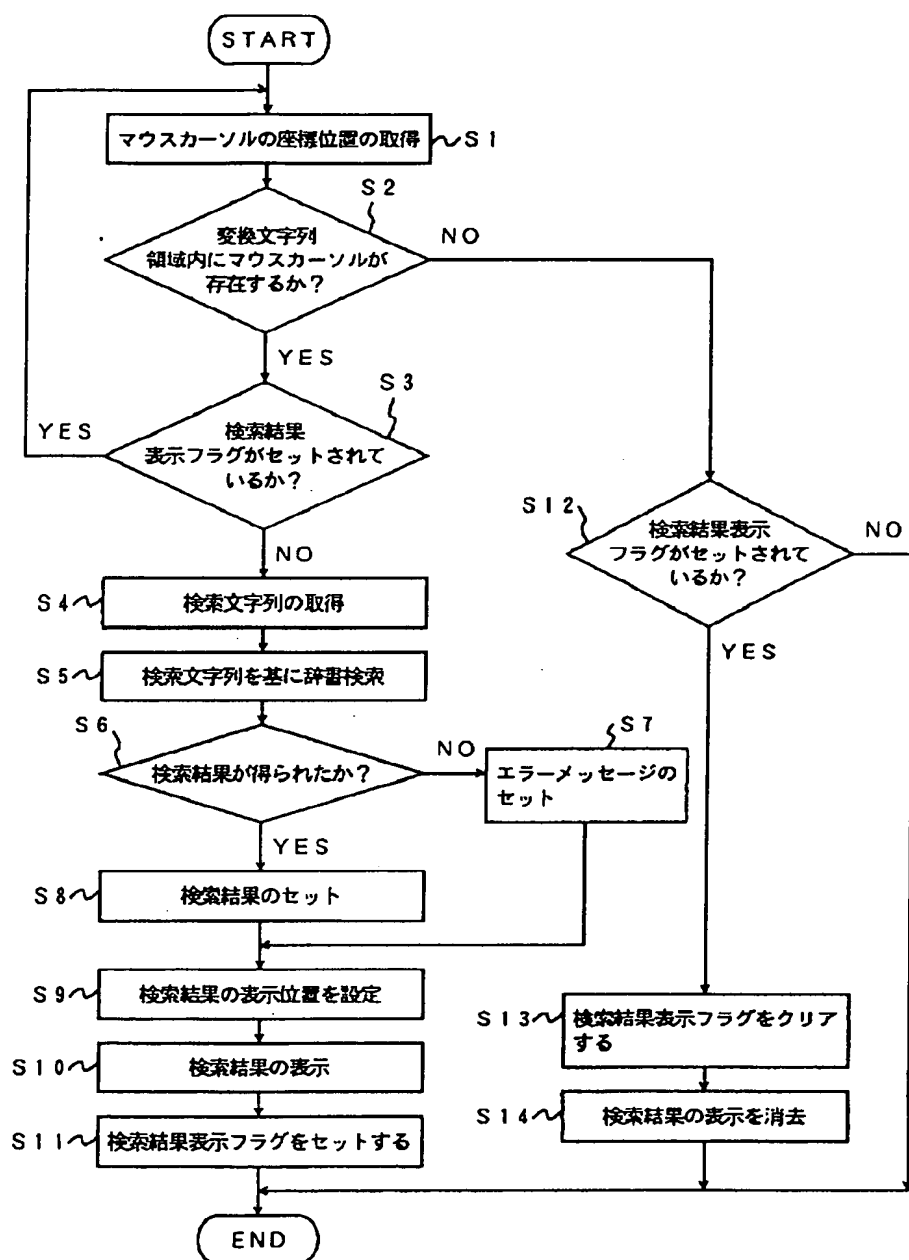 START
マウスカーソルの座標位置の取得
S1
S2
変換文字列
領域内にマウスカーソルが
存在するか?
NO
YES
S3
検索結果
表示フラグがセットされて
いるか?
YES
NO
S12
検索結果表示
フラグがセットされて
いるか?
NO
YES
S4
検索文字列の取得
S5
検索文字列を基に辞書検索
S6
検索結果が得られたか?
NO
YES
S7
エラーメッセージの
セット
S8
検索結果のセット
S9
検索結果の表示位置を設定
S10
検索結果の表示
S11
検索結果表示フラグをセットする
S13
検索結果表示フラグをクリア
する
S14
検索結果の表示を消去
END